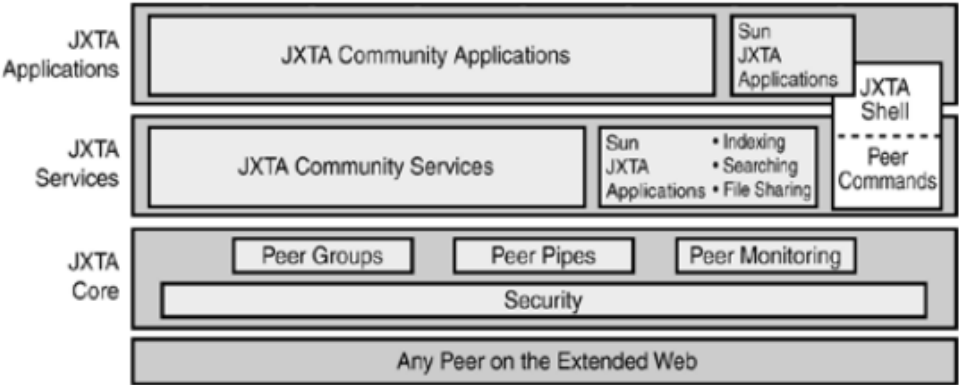 JXTA
Applications
JXTA Community Applications
Sun
JXTA
Applications
JXTA
Shell
Peer
Commands
JXTA
Services
JXTA Community Services
Sun
JXTA
Applications
• Indexing
• Searching
• File Sharing
JXTA
Core
Peer Groups
Peer Pipes
Peer Monitoring
Security
Any Peer on the Extended Web